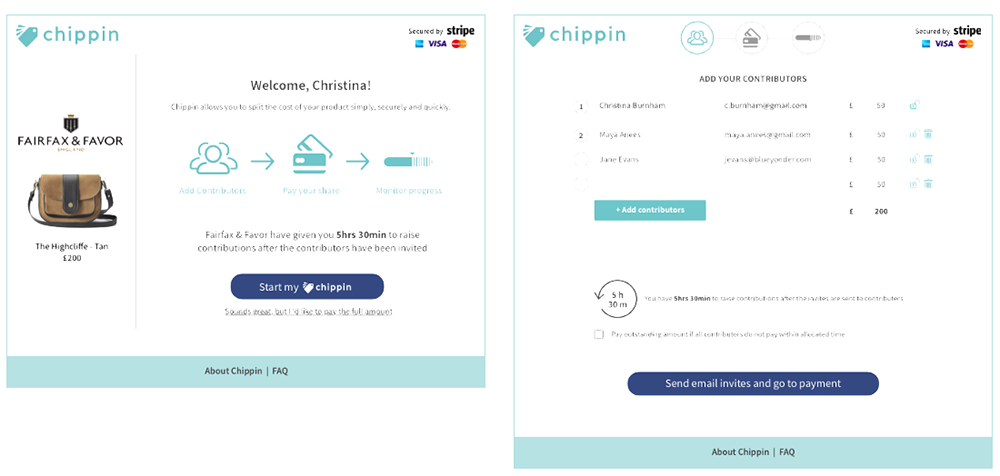 chippin
Secured by stripe
VISA
Welcome, Christina!
Chippin allows you to split the cost of your product simply, securely and quickly.
FAIRFAX & FAVOR
ENGLAND
Add Contributors
Pay your share
Monitor progress
The Highcliffe - Tan
£200
Fairfax & Favor have given you 5hrs 30min to raise
contributions after the contributors have been invited
Start my chippin
Sounds great, but I'd like to pay the full amount
About Chippin | FAQ
chippin
Secured by stripe
VISA
ADD YOUR CONTRIBUTORS
1 Christina Burnham c.burnham@gmail.com £ 50
2 Maya Anees maya.anees@gmail.com £ 50
Jane Evans jevans@blueyonder.com £ 50
£ 50
+ Add contributors £ 200
5 h
30 m
You have 5hrs 30min to raise contributions after the invites are sent to contributors
Pay outstanding amount if all contributors do not pay within allocated time
Send email invites and go to payment
About Chippin | FAQ